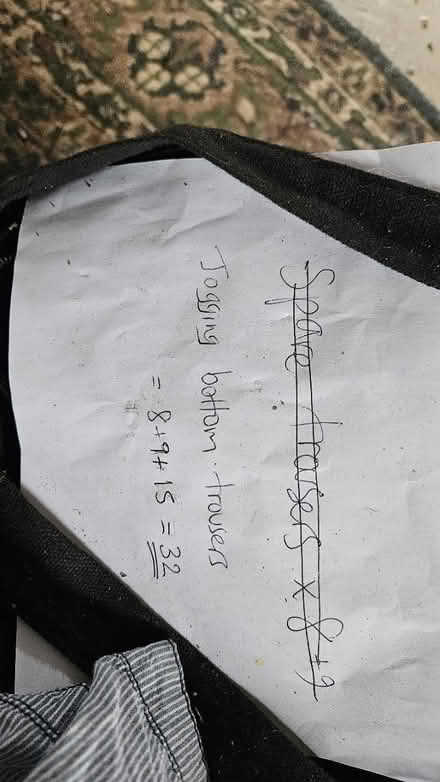 Spare trousers x 8+9
Jogging bottom trousers
= 8+9+15 = 32